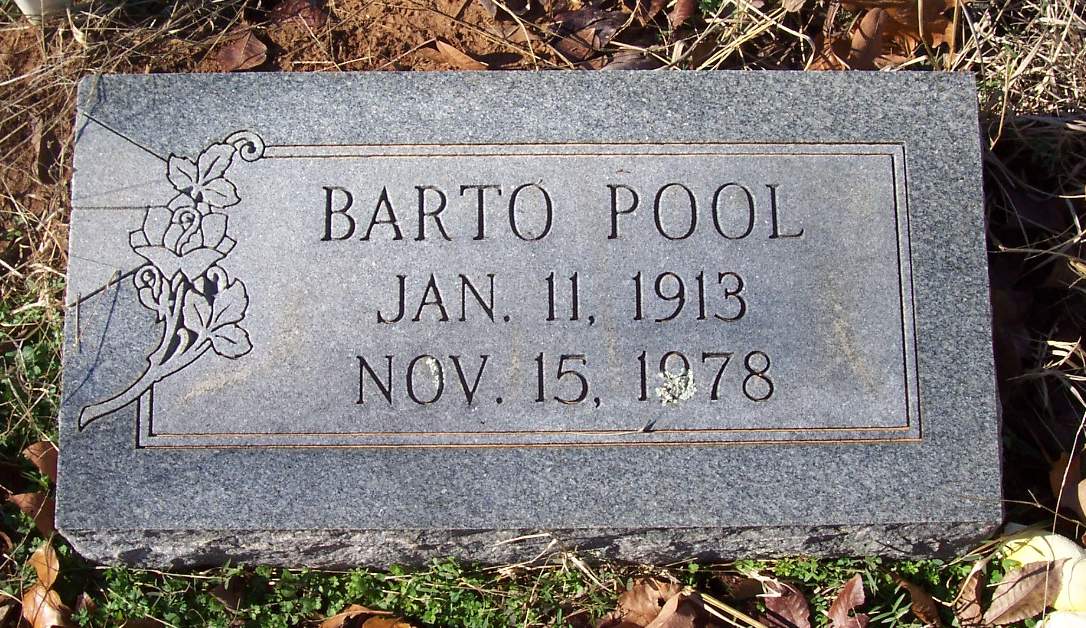 BARTO POOL
JAN. 11, 1913
NOV. 15, 1978